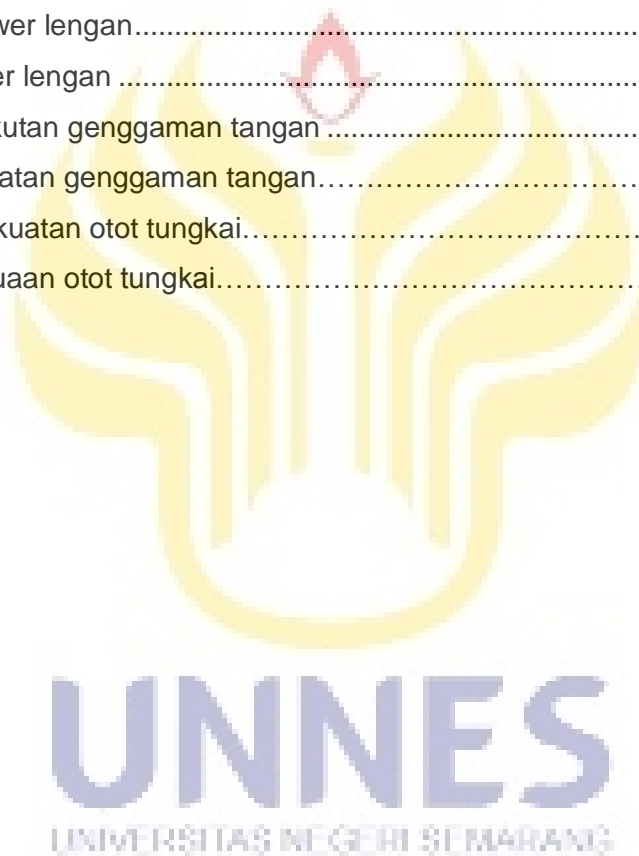 wer lengan........................................................................
er lengan ........................................................................
kutan genggaman tangan ...............................................
atan genggaman tangan……………………………………
kuatan otot tungkai………………………………………………
uaan otot tungkai…………………………………………………
UNNES
UNIVERSITAS NEGERI SEMARANG